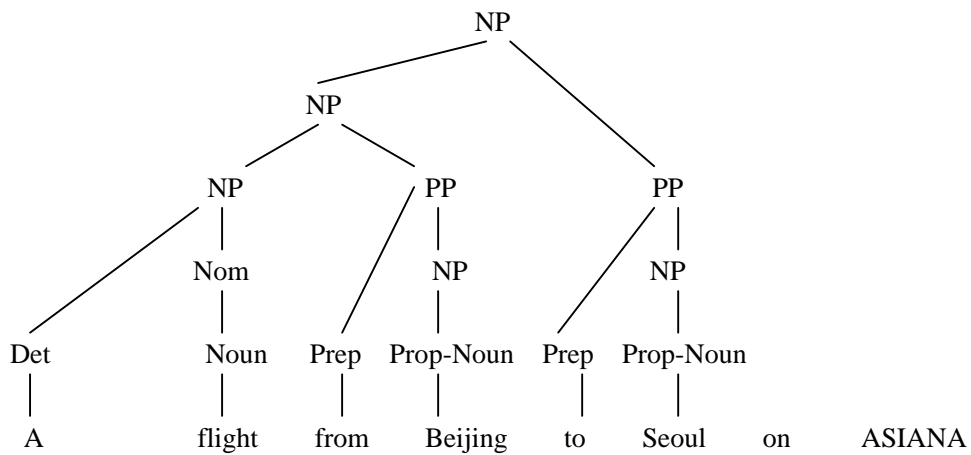 NP
NP
NP PP PP
Nom NP NP
Det Noun Prep Prop-Noun Prep Prop-Noun
A flight from Beijing to Seoul on ASIANA